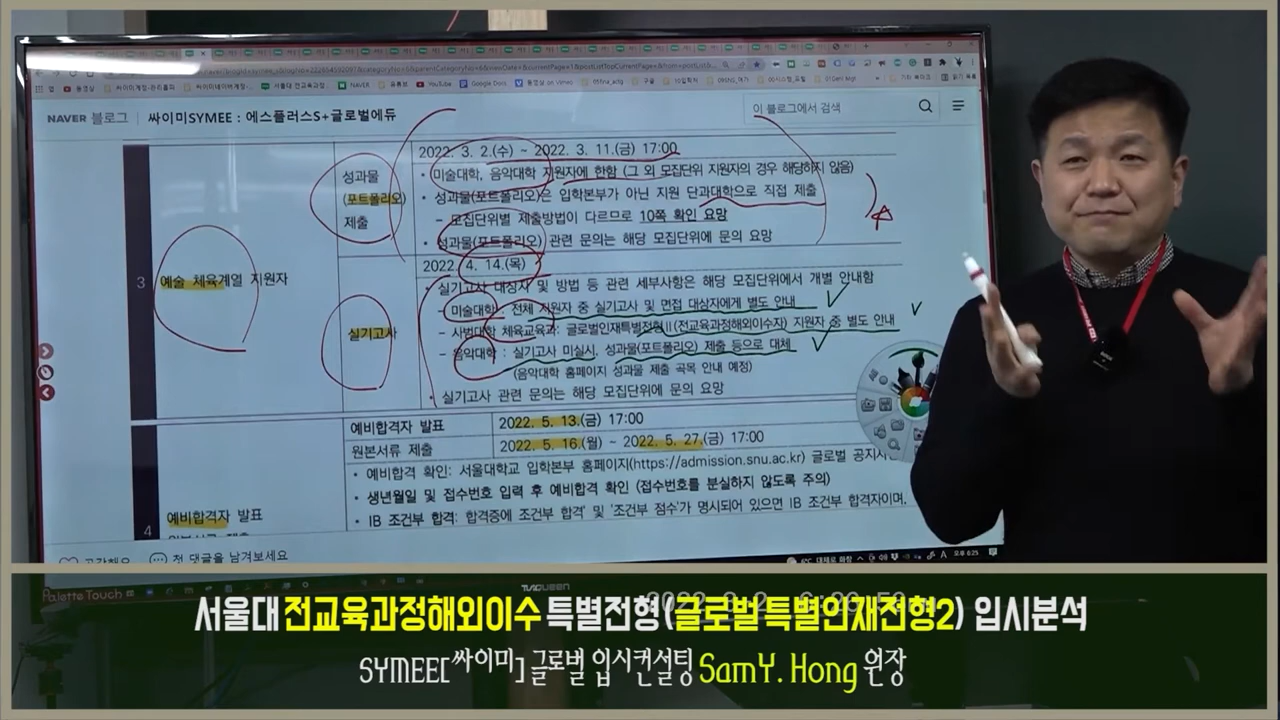 NAVER 블로그 | 싸이미SYMEE : 에스플러스S+글로벌에듀
이 블로그에서 검색
3
예술 체육계열 지원자
성과물
(포트폴리오)
제출
2022. 3. 2.(수) ~ 2022. 3. 11.(금) 17:00
• 미술대학, 음악대학 지원자에 한함 (그 외 모집단위 지원자의 경우 해당하지 않음)
• 성과물(포트폴리오)은 입학본부가 아닌 지원 단과대학으로 직접 제출
– 모집단위별 제출방법이 다르므로 10쪽 확인 요망
• 성과물(포트폴리오) 관련 문의는 해당 모집단위에 문의 요망
실기고사
2022. 4. 14.(목)
실기고사 대상자 및 방법 등 관련 세부사항은 해당 모집단위에서 개별 안내함
– 미술대학 : 전체 지원자 중 실기고사 및 면접 대상자에게 별도 안내
– 사범대학 체육교육과: 글로벌인재특별전형Ⅱ(전교육과정해외이수자) 지원자 중 별도 안내
– 음악대학 : 실기고사 미실시, 성과물(포트폴리오) 제출 등으로 대체
(음악대학 홈페이지 성과물 제출 곡목 안내 예정)
• 실기고사 관련 문의는 해당 모집단위에 문의 요망
4
예비합격자 발표
예비합격자 발표 2022. 5. 13.(금) 17:00
원본서류 제출 2022. 5. 16.(월) ~ 2022. 5. 27.(금) 17:00
• 예비합격 확인: 서울대학교 입학본부 홈페이지(https://admission.snu.ac.kr) 글로벌 공지사
• 생년월일 및 접수번호 입력 후 예비합격 확인 (접수번호를 분실하지 않도록 주의)
• IB 조건부 합격: 합격증에 조건부 합격' 및 '조건부 점수'가 명시되어 있으면 IB 조건부 합격자이며,
공감해요 첫 댓글을 남겨보세요
오후 6:25
Palette Touch
서울대 전교육과정해외이수 특별전형 (글로벌특별인재전형2) 입시분석
SYMEE[싸이미] 글로벌 입시컨설팅 Sam Y. Hong 원장